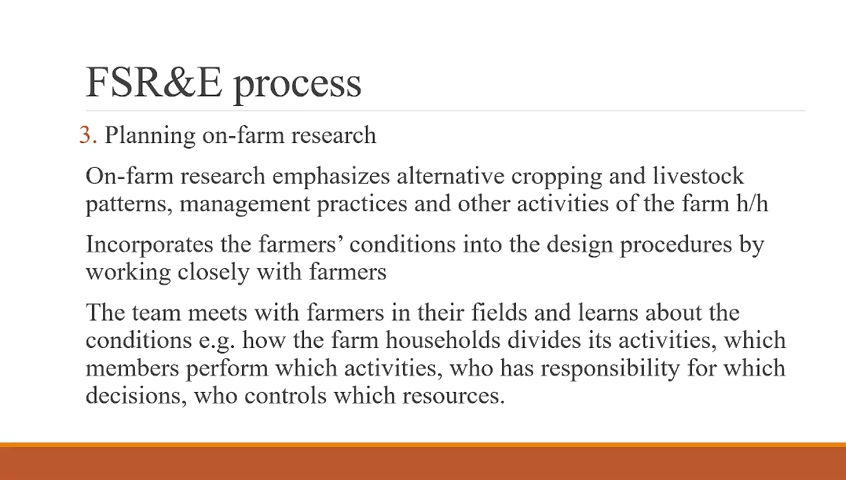 FSR&E process
3. Planning on-farm research
On-farm research emphasizes alternative cropping and livestock
patterns, management practices and other activities of the farm h/h
Incorporates the farmers’ conditions into the design procedures by
working closely with farmers
The team meets with farmers in their fields and learns about the
conditions e.g. how the farm households divides its activities, which
members perform which activities, who has responsibility for which
decisions, who controls which resources.